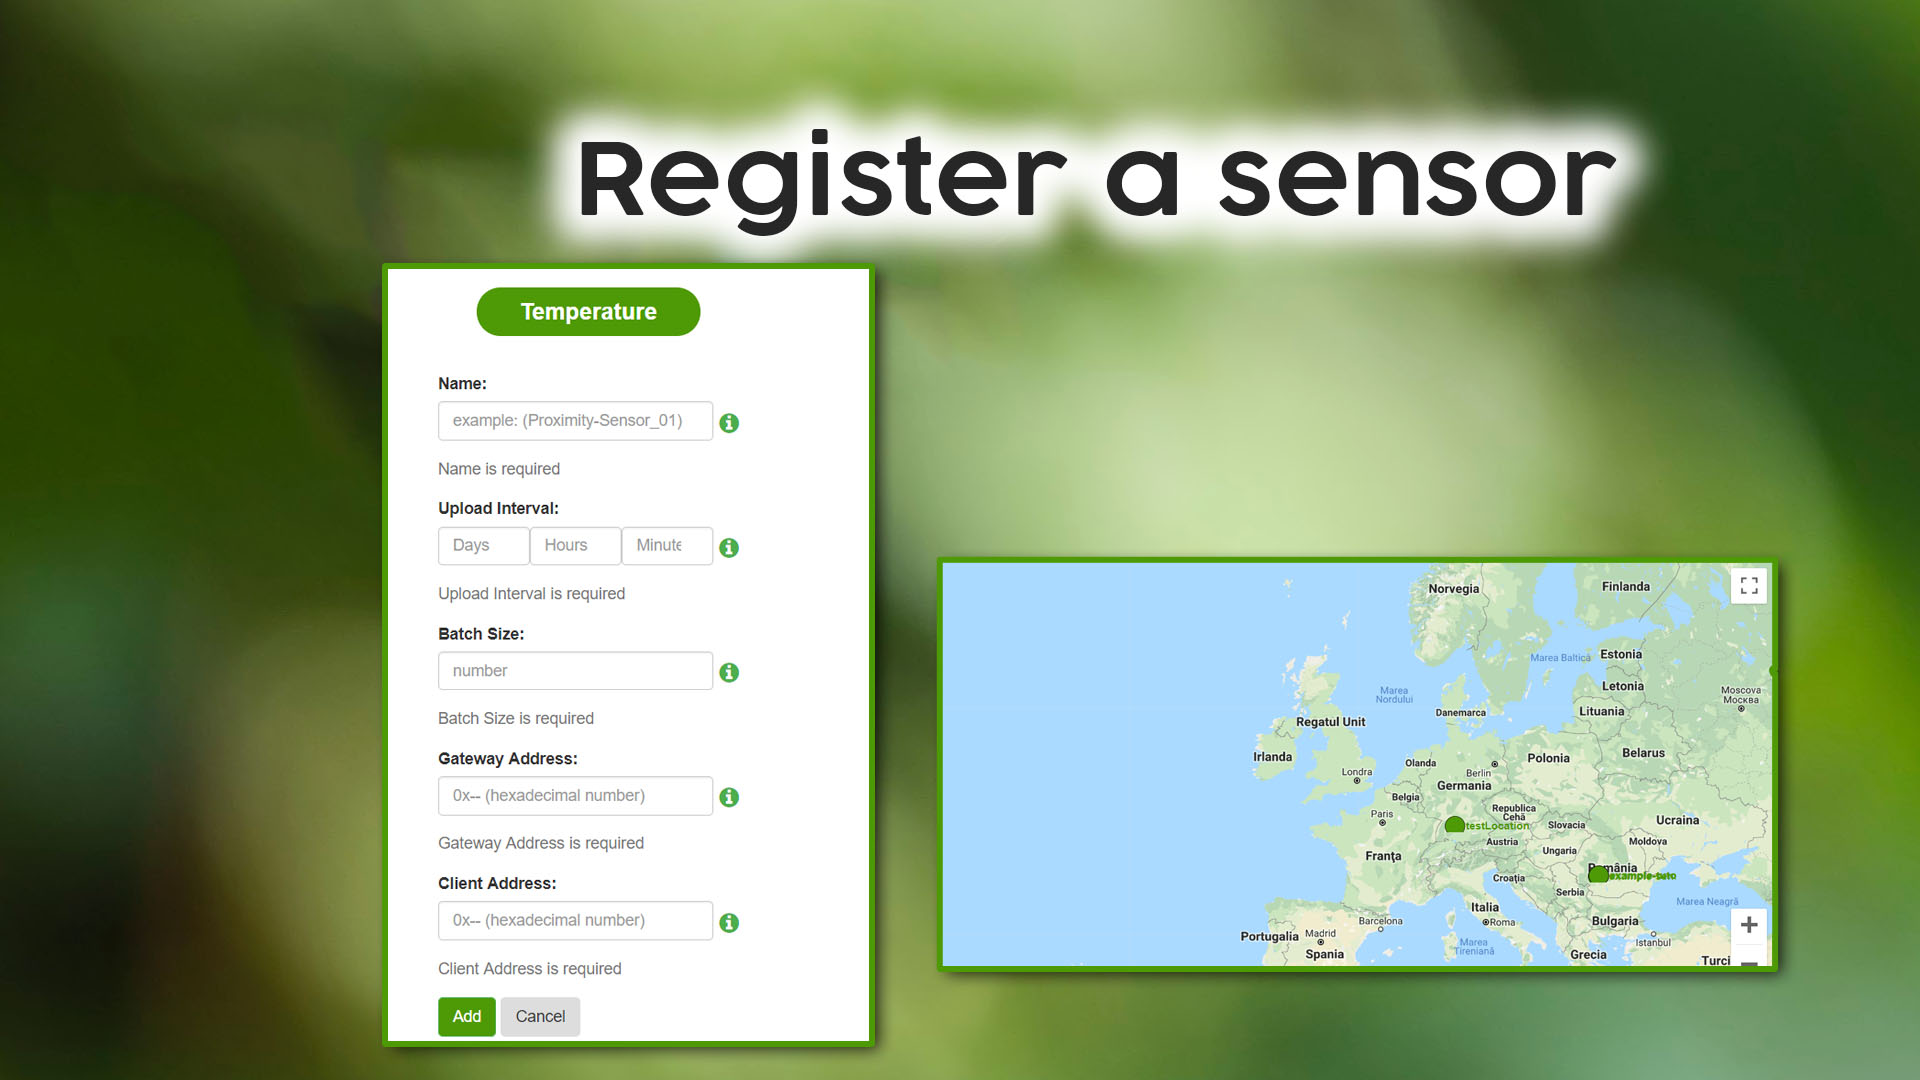 Register a sensor
Temperature
Name:
example: (Proximity-Sensor_01)
Name is required
Upload Interval:
Days Hours Minute
Upload Interval is required
Batch Size:
number
Batch Size is required
Gateway Address:
0x-- (hexadecimal number)
Gateway Address is required
Client Address:
0x-- (hexadecimal number)
Client Address is required
Add Cancel
Norvegia
Finlanda
Marea Baltică
Estonia
Letonia
Moscova
Москва
Marea
Nordului
Danemarca
Lituania
Regatul Unit
Irlanda
Belarus
Olanda
Polonia
Londra
Berlin
Germania
Belgia
Paris
Republica
Cehă
Ucraina
testLocation
Slovacia
Austria
Moldova
Ungaria
Franța
România
example-tuto
Croația
Serbia
Marea Neagră
Italia
Barcelona
Roma
Bulgaria
Portugalia
Madrid
Istanbul
Marea
Tireniană
Spania
Grecia
Turci